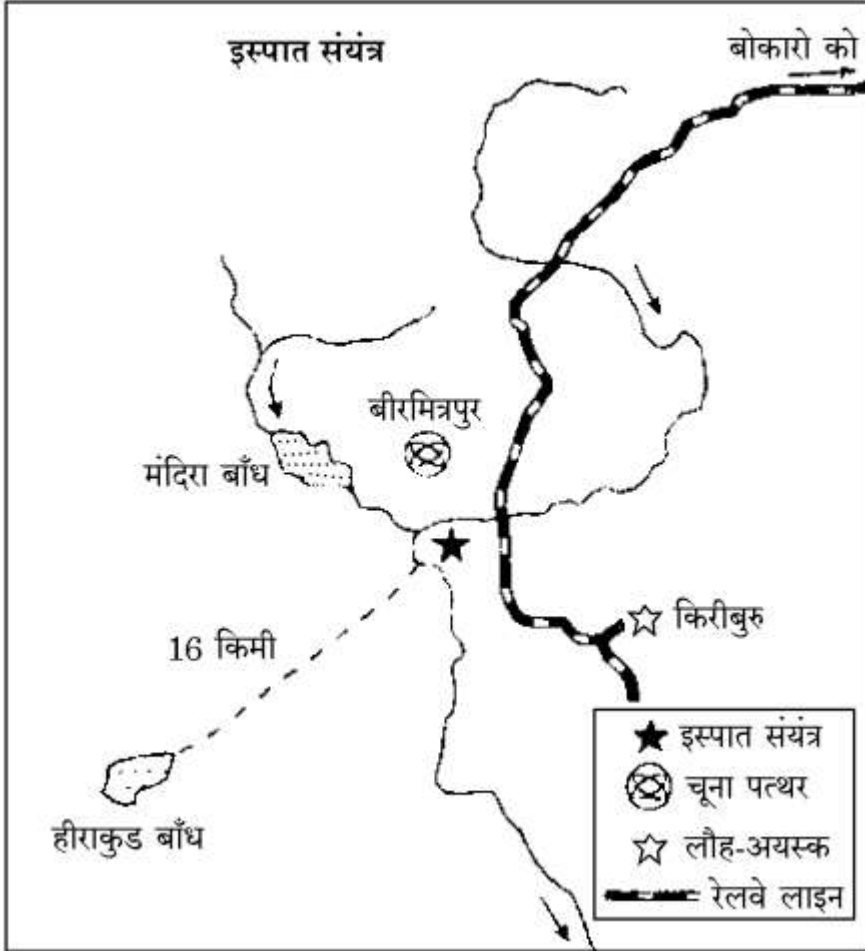 इस्पात संयंत्र
बोकारो को
बीरमित्रपुर
मंदिरा बाँध
किरीबुरु
16 किमी
हीराकुड बाँध
इस्पात संयंत्र
चूना पत्थर
लौह-अयस्क
रेलवे लाइन